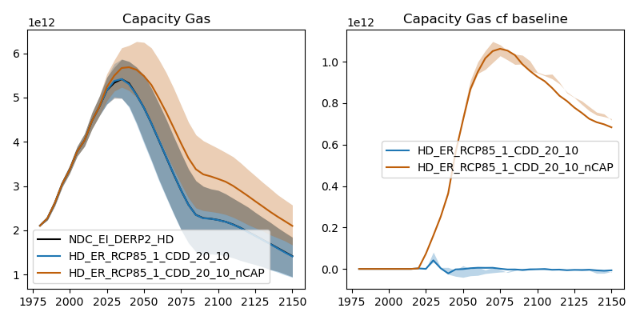 Capacity Gas
1e12
6
5
4
3
2
1
NDC_EI_DERP2_HD
HD_ER_RCP85_1_CDD_20_10
HD_ER_RCP85_1_CDD_20_10_nCAP
1975 2000 2025 2050 2075 2100 2125 2150
Capacity Gas cf baseline
1e12
1.0
0.8
0.6
0.4
0.2
0.0
HD_ER_RCP85_1_CDD_20_10
HD_ER_RCP85_1_CDD_20_10_nCAP
1975 2000 2025 2050 2075 2100 2125 2150